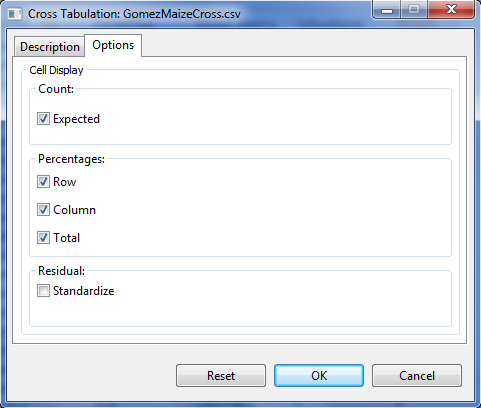 Cross Tabulation: GomezMaizeCross.csv
Description Options
Cell Display
Count:
Expected
Percentages:
Row
Column
Total
Residual:
Standardize
Reset OK Cancel